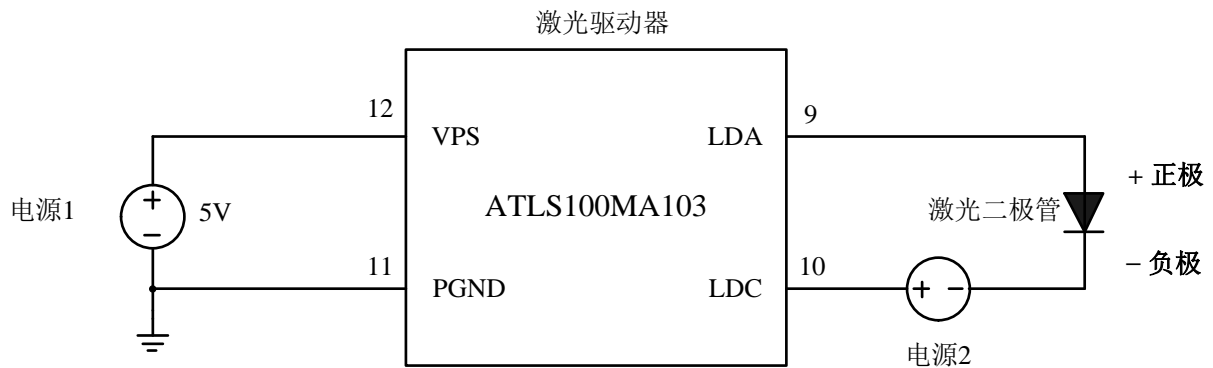 激光驱动器
12
9
VPS
LDA
+ 正极
电源1
+
5V
ATLS100MA103
激光二极管
−
11
10
− 负极
PGND
LDC
+ -
电源2